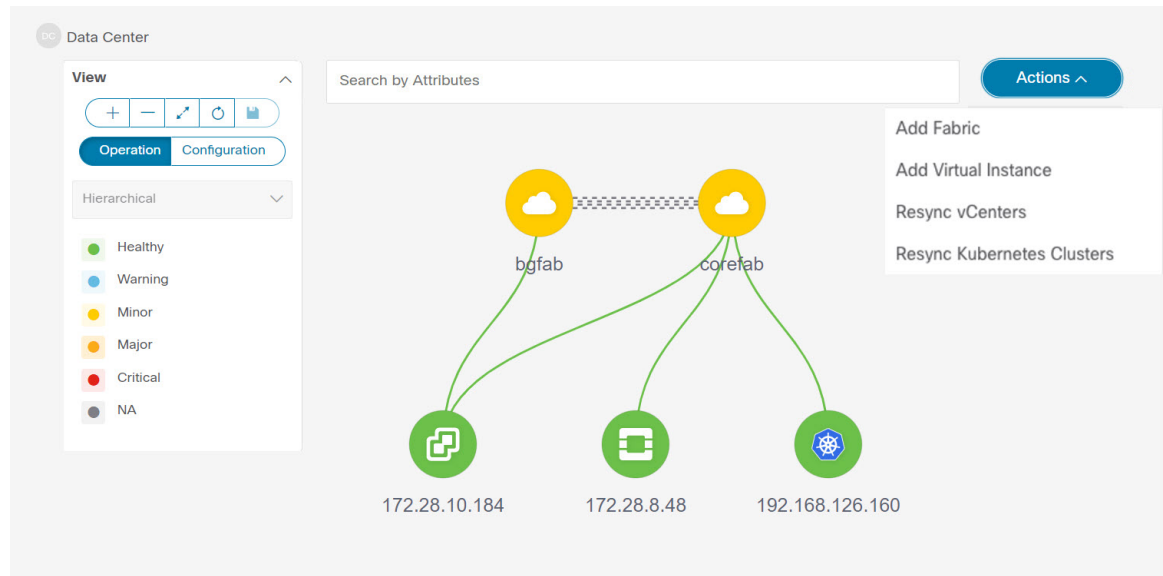 DC Data Center
View
Search by Attributes
Actions
Operation Configuration
Hierarchical
Healthy
Warning
Minor
Major
Critical
NA
Add Fabric
Add Virtual Instance
Resync vCenters
Resync Kubernetes Clusters
bgfab
corefab
172.28.10.184
172.28.8.48
192.168.126.160